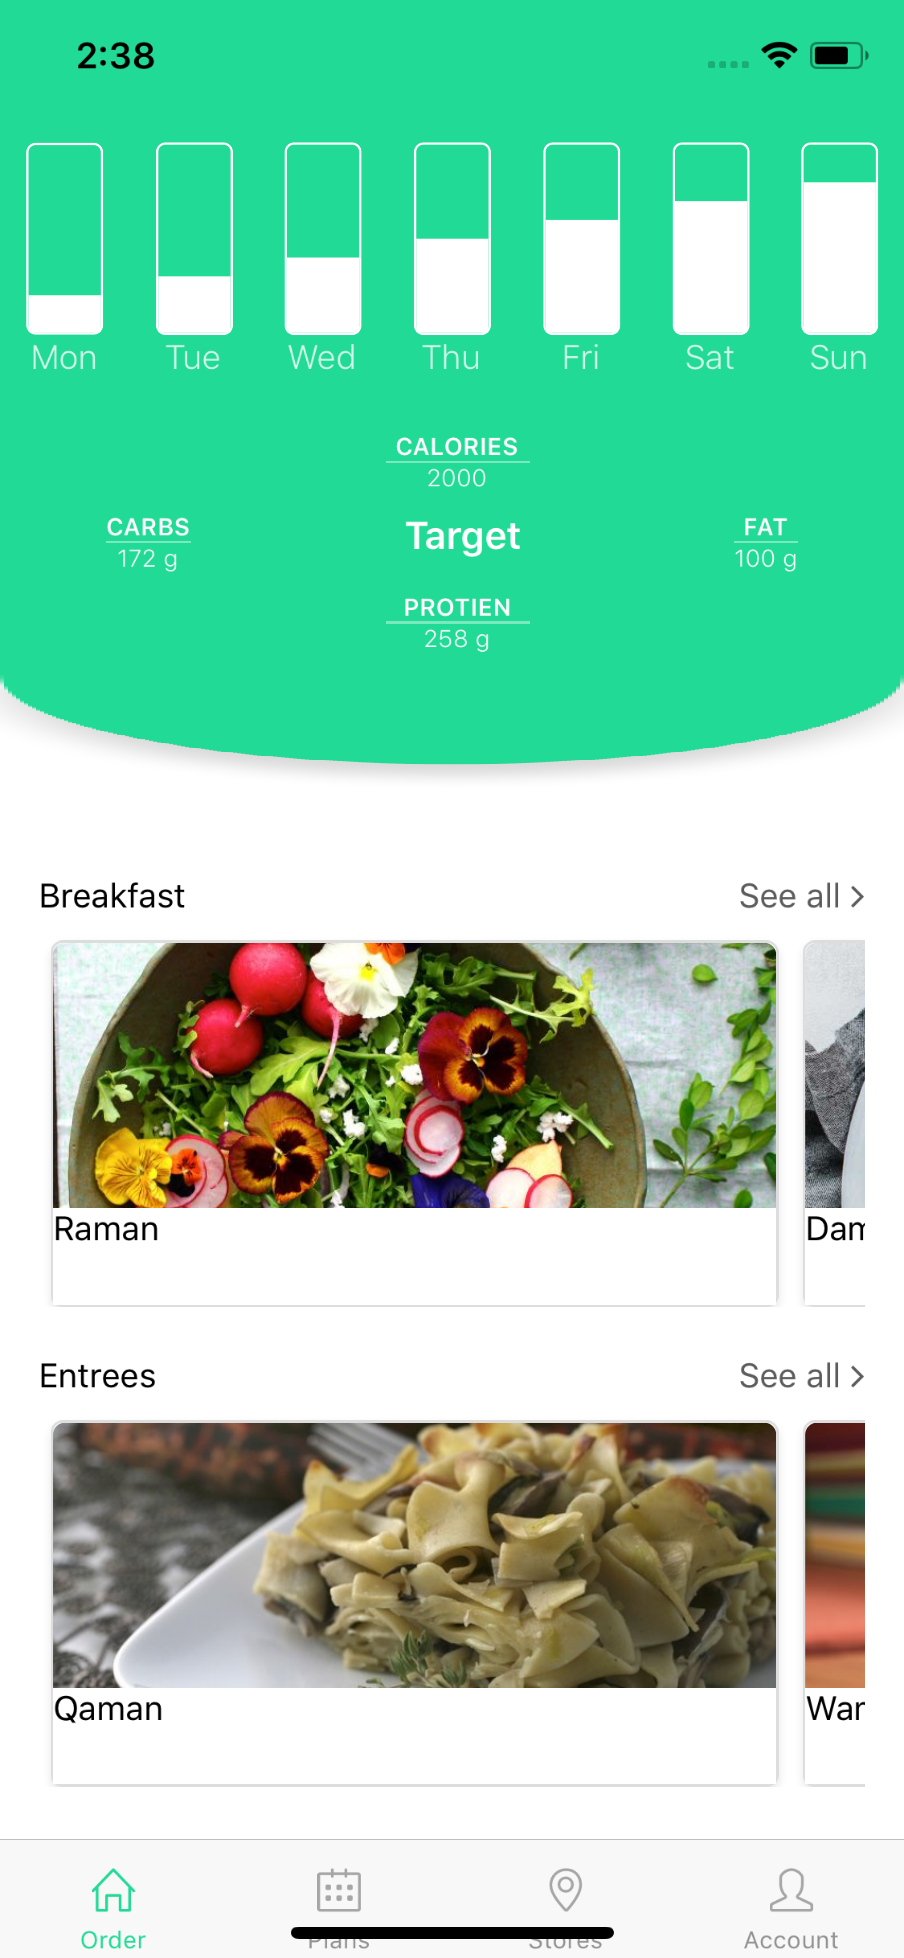 2:38
Mon Tue Wed Thu Fri Sat Sun
CALORIES
2000
CARBS
172 g
Target
FAT
100 g
PROTIEN
258 g
Breakfast
See all
Raman
Dam
Entrees
See all
Qaman
War
Order Plans Stores Account